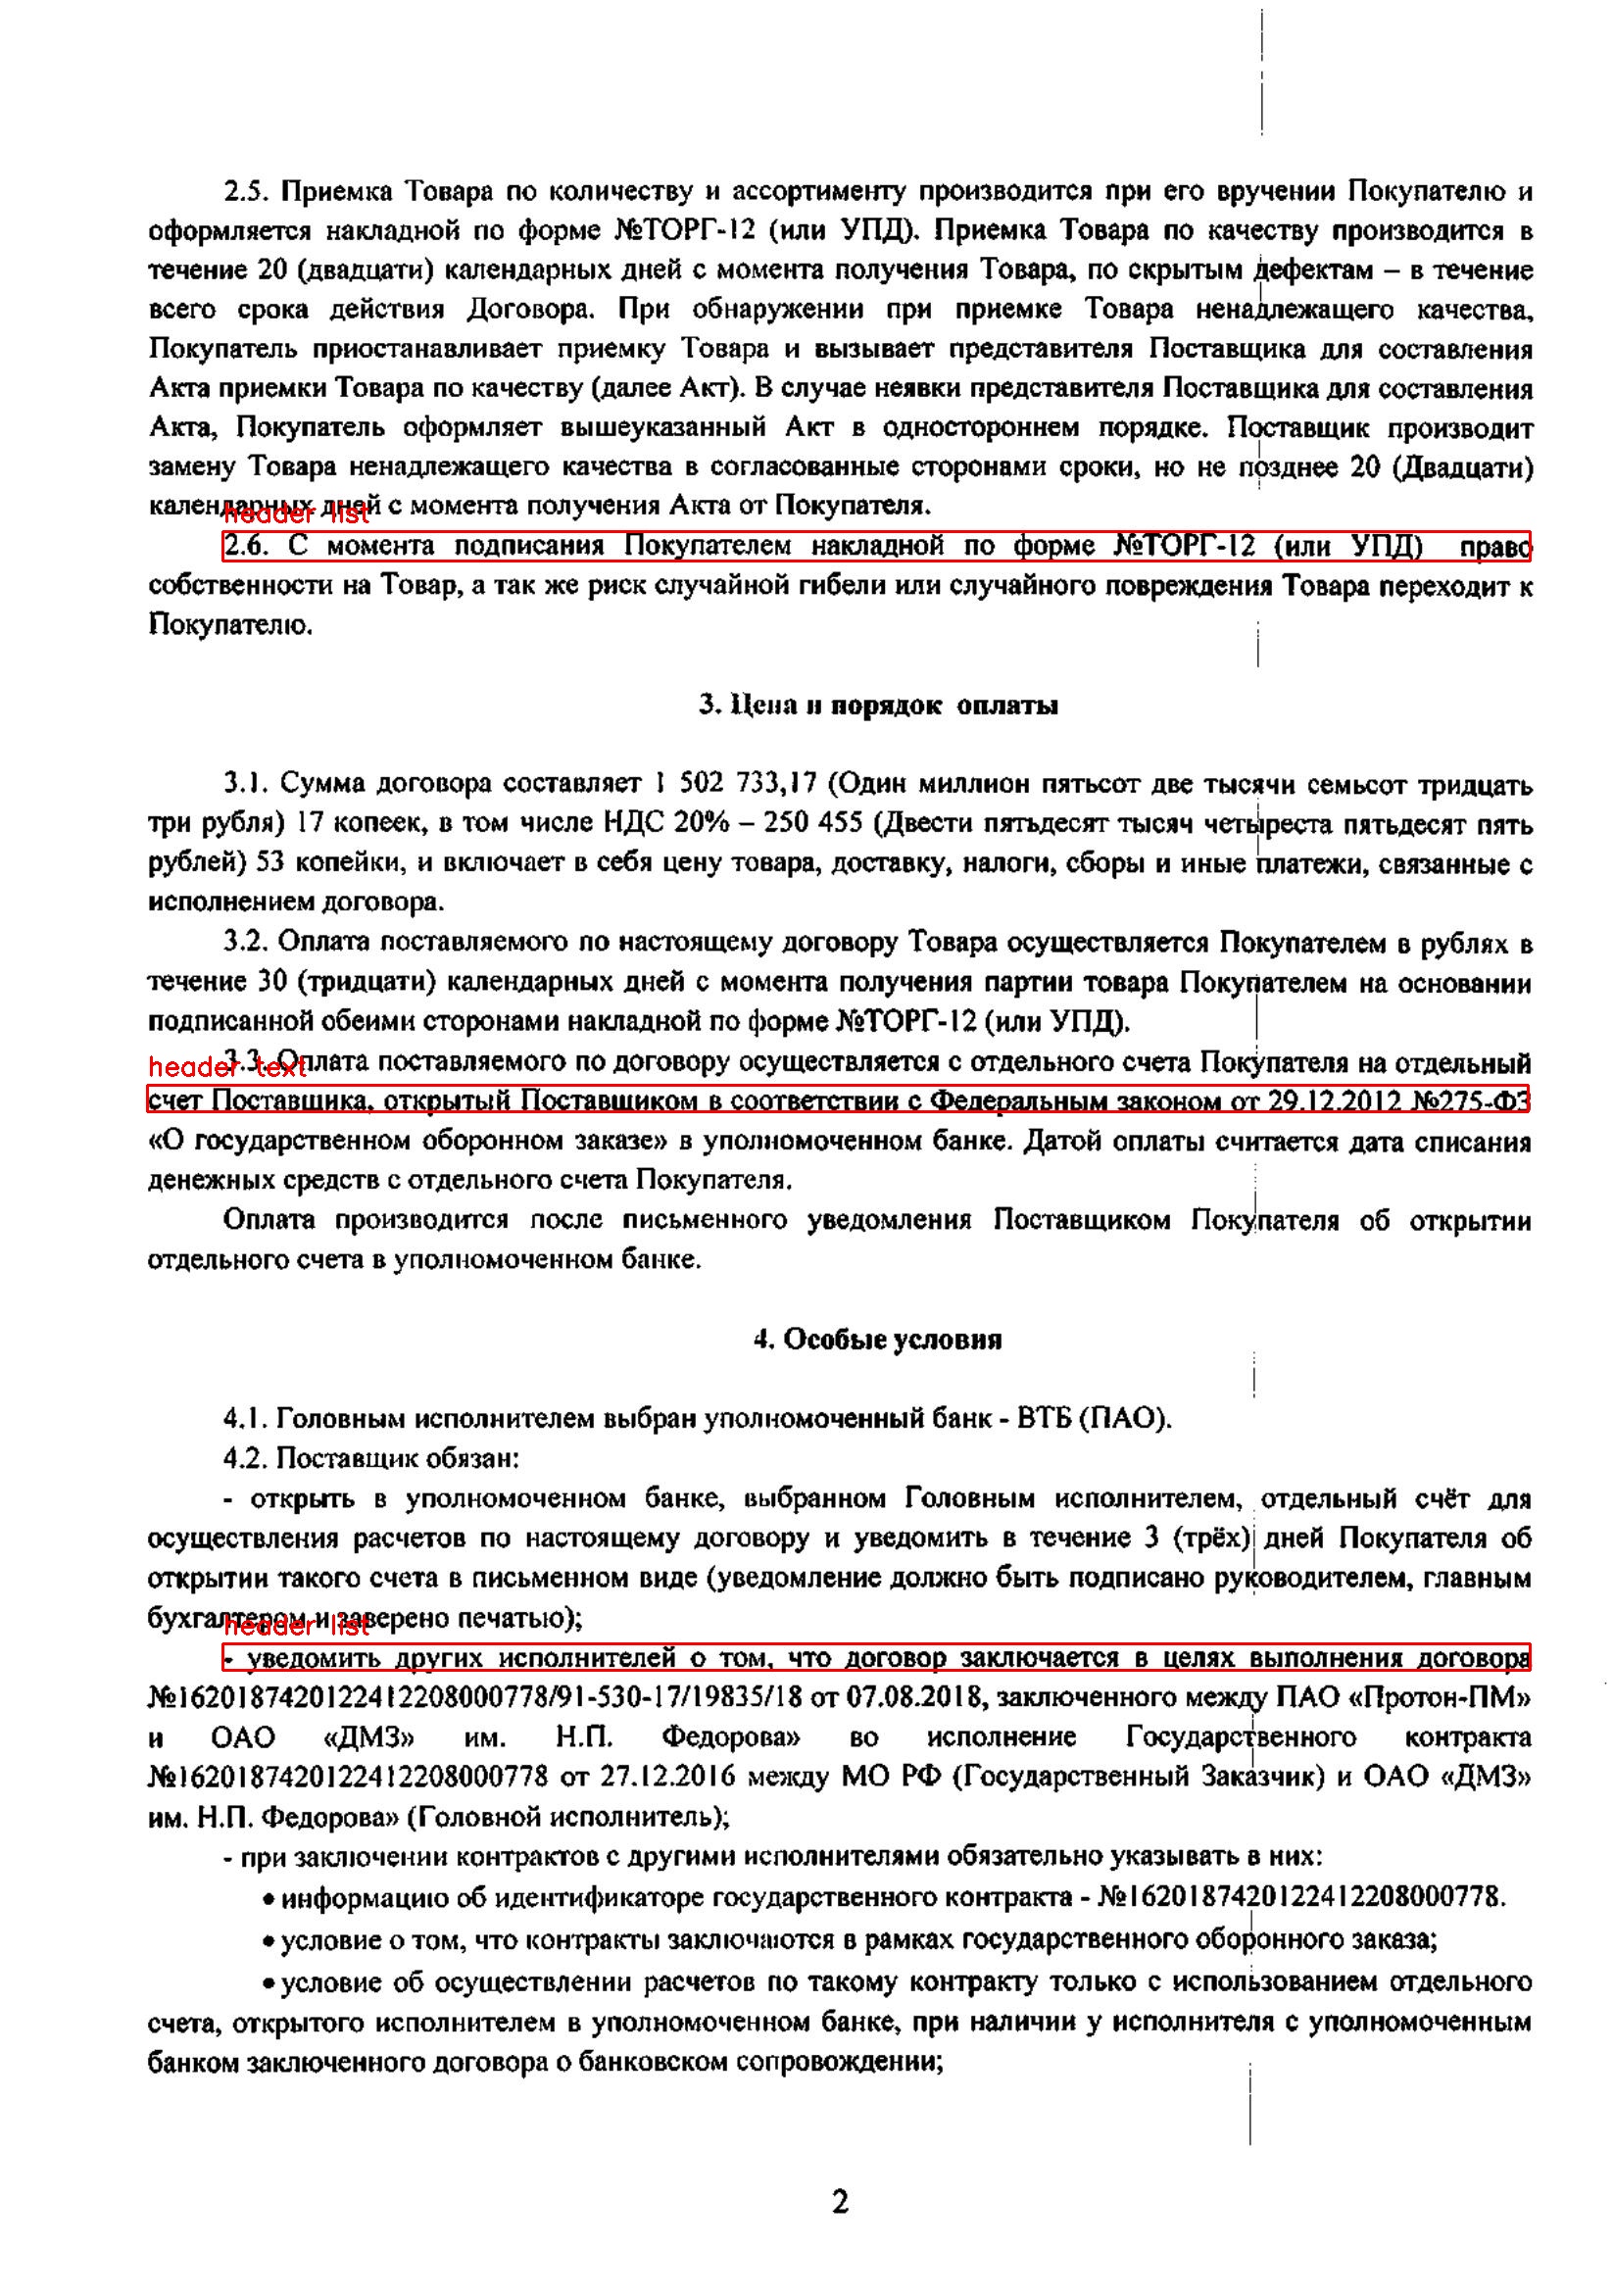 2.5. Приемка Товара по количеству и ассортименту производится при его вручении Покупателю и
оформляется накладной по форме №ТОРГ-12 (или УПД). Приемка Товара по качеству производится в
течение 20 (двадцати) календарных дней с момента получения Товара, по скрытым дефектам – в течение
всего срока действия Договора. При обнаружении при приемке Товара ненадлежащего качества,
Покупатель приостанавливает приемку Товара и вызывает представителя Поставщика для составления
Акта приемки Товара по качеству (далее Акт). В случае неявки представителя Поставщика для составления
Акта, Покупатель оформляет вышеуказанный Акт в одностороннем порядке. Поставщик производит
замену Товара ненадлежащего качества в согласованные сторонами сроки, но не позднее 20 (Двадцати)
календарных дней с момента получения Акта от Покупателя.
header list
2.6. С момента подписания Покупателем накладной по форме №ТОРГ-12 (или УПД) право
собственности на Товар, а так же риск случайной гибели или случайного повреждения Товара переходит к
Покупателю.
3. Цена и порядок оплаты
3.1. Сумма договора составляет 1 502 733,17 (Один миллион пятьсот две тысячи семьсот тридцать
три рубля) 17 копеек, в том числе НДС 20% – 250 455 (Двести пятьдесят тысяч четыреста пятьдесят пять
рублей) 53 копейки, и включает в себя цену товара, доставку, налоги, сборы и иные платежи, связанные с
исполнением договора.
3.2. Оплата поставляемого по настоящему договору Товара осуществляется Покупателем в рублях в
течение 30 (тридцати) календарных дней с момента получения партии товара Покупателем на основании
подписанной обеими сторонами накладной по форме №ТОРГ-12 (или УПД).
3.3. Оплата поставляемого по договору осуществляется с отдельного счета Покупателя на отдельный
header text
счет Поставщика, открытый Поставщиком в соответствии с Федеральным законом от 29.12.2012 №275-ФЗ
«О государственном оборонном заказе» в уполномоченном банке. Датой оплаты считается дата списания
денежных средств с отдельного счета Покупателя.
Оплата производится после письменного уведомления Поставщиком Покупателя об открытии
отдельного счета в уполномоченном банке.
4. Особые условия
4.1. Головным исполнителем выбран уполномоченный банк - ВТБ (ПАО).
4.2. Поставщик обязан:
- открыть в уполномоченном банке, выбранном Головным исполнителем, отдельный счёт для
осуществления расчетов по настоящему договору и уведомить в течение 3 (трёх) дней Покупателя об
открытии такого счета в письменном виде (уведомление должно быть подписано руководителем, главным
бухгалтером и заверено печатью);
header list
- уведомить других исполнителей о том, что договор заключается в целях выполнения договора
№1620187420122412208000778/91-530-17/19835/18 от 07.08.2018, заключенного между ПАО «Протон-ПМ»
и ОАО «ДМЗ» им. Н.П. Федорова» во исполнение Государственного контракта
№1620187420122412208000778 от 27.12.2016 между МО РФ (Государственный Заказчик) и ОАО «ДМЗ»
им. Н.П. Федорова» (Головной исполнитель);
- при заключении контрактов с другими исполнителями обязательно указывать в них:
• информацию об идентификаторе государственного контракта - №1620187420122412208000778.
• условие о том, что контракты заключаются в рамках государственного оборонного заказа;
• условие об осуществлении расчетов по такому контракту только с использованием отдельного
счета, открытого исполнителем в уполномоченном банке, при наличии у исполнителя с уполномоченным
банком заключенного договора о банковском сопровождении;
2